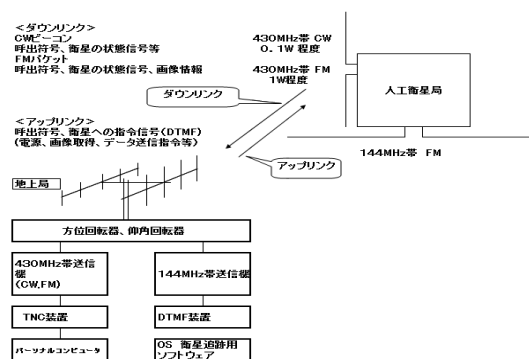 <ダウンリンク>
CWビーコン
呼出符号、衛星の状態信号等
FMパケット
呼出符号、衛星の状態信号、画像情報
430MHz帯 CW
0.1W 程度
430MHz帯 FM
1W程度
ダウンリンク
人工衛星局
<アップリンク>
呼出符号、衛星への指令信号(DTMF)
(電源、画像取得、データ送信指令等)
アップリンク
144MHz帯 FM
地上局
方位回転器、仰角回転器
430MHz帯送信
機
(CW,FM)
144MHz帯送信機
TNC装置
DTMF装置
パーソナルコンピュータ
OS 衛星追跡用
ソフトウェア